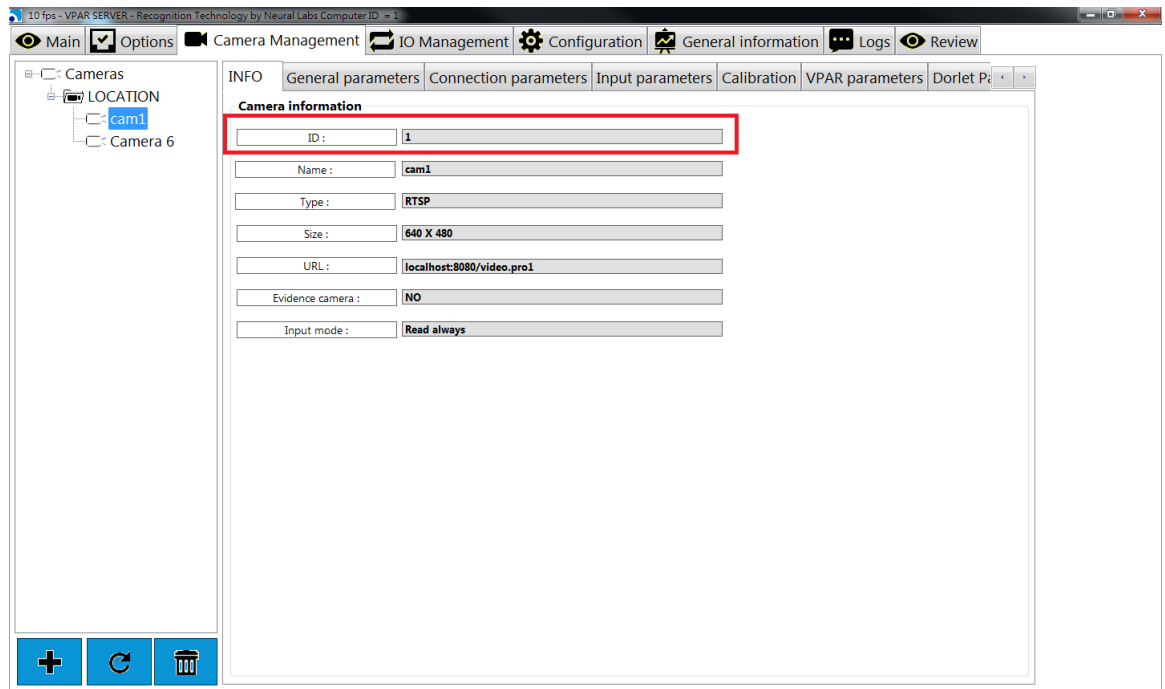 10 fps - VPAR SERVER - Recognition Technology by Neural Labs Computer ID = 1
Main Options Camera Management IO Management Configuration General information Logs Review
Cameras
LOCATION
cam1
Camera 6
INFO General parameters Connection parameters Input parameters Calibration VPAR parameters Dorlet
Camera information
ID : 1
Name : cam1
Type : RTSP
Size : 640 X 480
URL : localhost:8080/video.pro1
Evidence camera : NO
Input mode : Read always